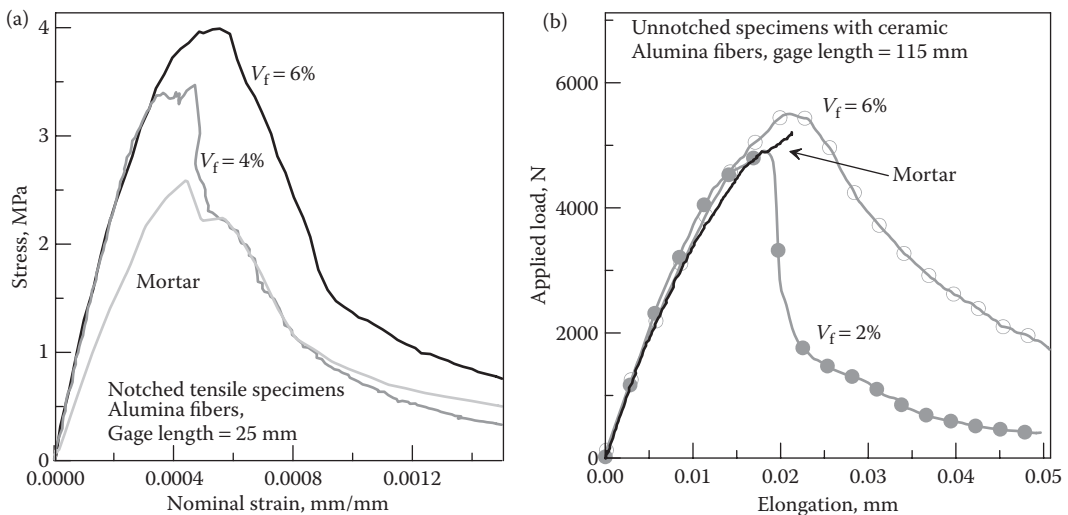 (a)
4
3
2
1
0
Stress, MPa
V_f = 6%
V_f = 4%
Mortar
Notched tensile specimens
Alumina fibers,
Gage length = 25 mm
0.0000 0.0004 0.0008 0.0012
Nominal strain, mm/mm
(b)
Unnotched specimens with ceramic
Alumina fibers, gage length = 115 mm
6000
4000
2000
0
Applied load, N
V_f = 6%
Mortar
V_f = 2%
0.00 0.01 0.02 0.03 0.04 0.05
Elongation, mm